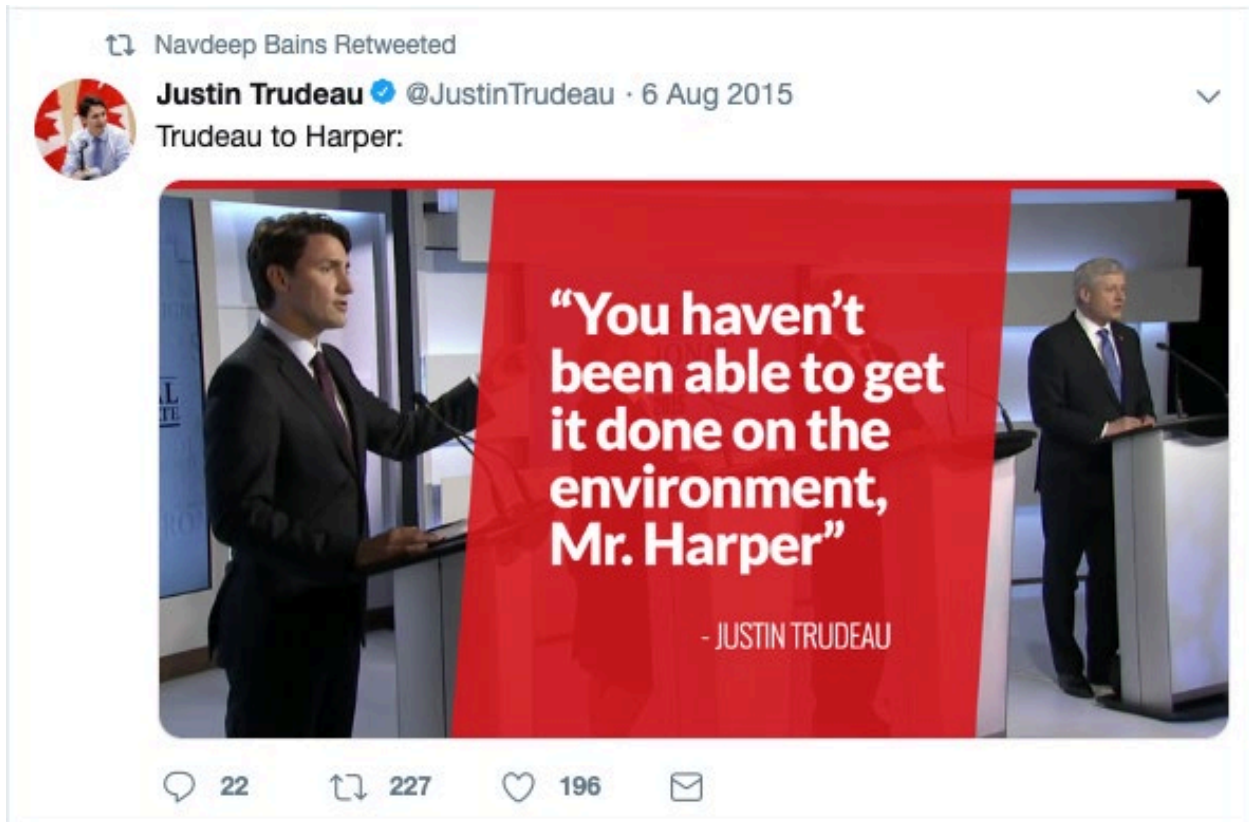 Navdeep Bains Retweeted
Justin Trudeau @JustinTrudeau · 6 Aug 2015
Trudeau to Harper:
“You haven’t
been able to get
it done on the
environment,
Mr. Harper”
- JUSTIN TRUDEAU
22 227 196